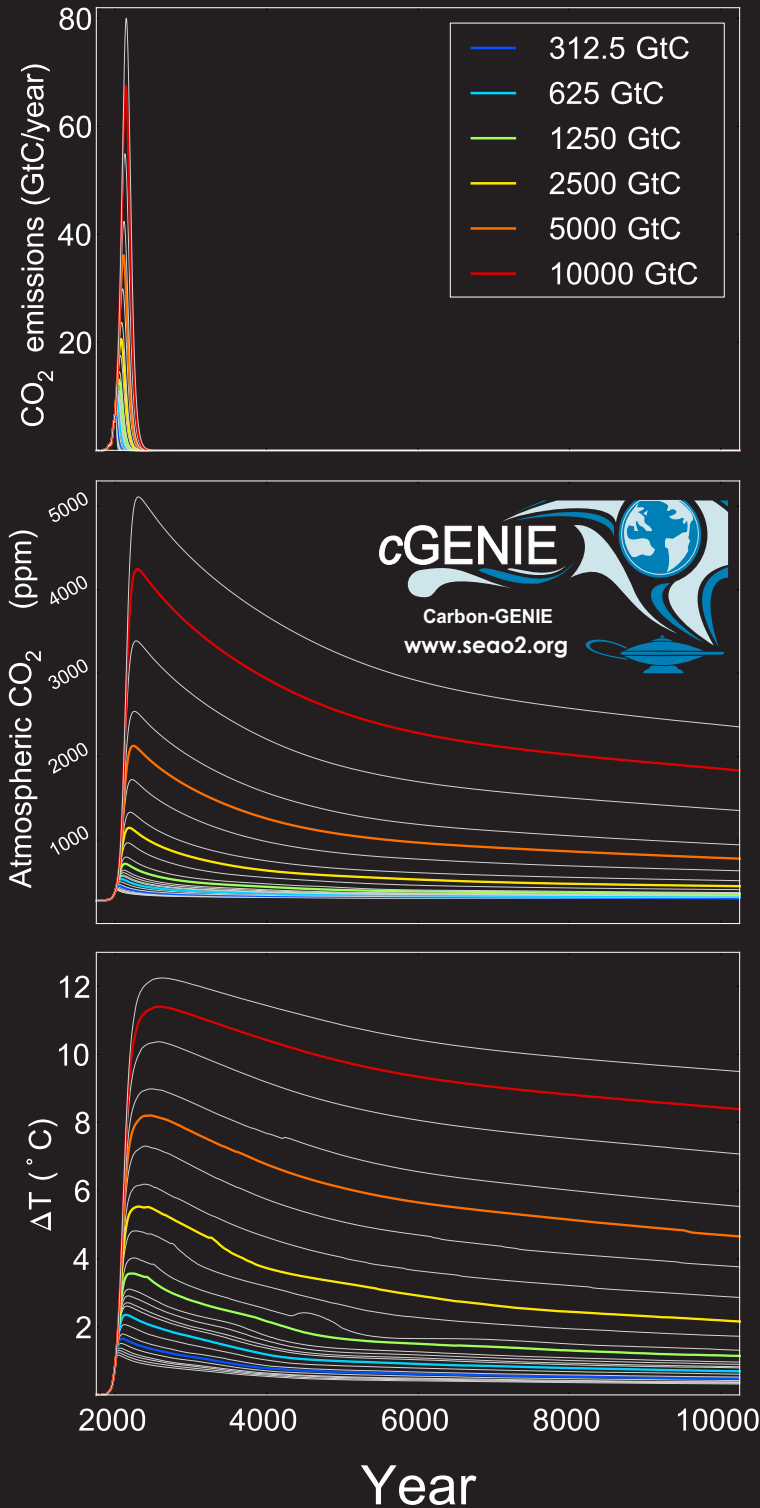 CO₂ emissions (GtC/year)
80
60
40
20
312.5 GtC
625 GtC
1250 GtC
2500 GtC
5000 GtC
10000 GtC
Atmospheric CO₂ (ppm)
5000
4000
3000
2000
1000
cGENIE
Carbon-GENIE
www.seao2.org
ΔT (°C)
12
10
8
6
4
2
2000 4000 6000 8000 10000
Year